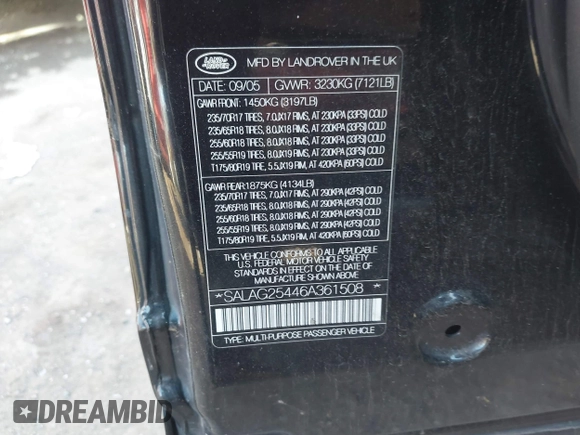 LAND ROVER
MFD BY LANDROVER IN THE UK
DATE: 09/05 GVWR: 3230KG (7121LB)
GAWR FRONT: 1450KG (3197LB)
235/70R17 TIRES, 7.0JX17 RIMS, AT 230KPA (33PSI) COLD
235/65R18 TIRES, 8.0JX18 RIMS, AT 230KPA (33PSI) COLD
255/60R18 TIRES, 8.0JX18 RIMS, AT 230KPA (33PSI) COLD
255/55R19 TIRES, 8.0JX19 RIMS, AT 230KPA (33PSI) COLD
T175/80R19 TIRE, 5.5JX19 RIM, AT 420KPA (60PSI) COLD
GAWR REAR:1875KG (4134LB)
235/70R17 TIRES, 7.0JX17 RIMS, AT 290KPA (42PSI) COLD
235/65R18 TIRES, 8.0JX18 RIMS, AT 290KPA (42PSI) COLD
255/60R18 TIRES, 8.0JX18 RIMS, AT 290KPA (42PSI) COLD
255/55R19 TIRES, 8.0JX19 RIMS, AT 290KPA (42PSI) COLD
T175/80R19 TIRE, 5.5JX19 RIM, AT 420KPA (60PSI) COLD
THIS VEHICLE CONFORMS TO ALL APPLICABLE
U.S. FEDERAL MOTOR VEHICLE SAFETY STANDARDS
IN EFFECT ON THE DATE OF
MANUFACTURE SHOWN ABOVE
*SALAG25446A361508*
TYPE: MULTI-PURPOSE PASSENGER VEHICLE
DREAMBID